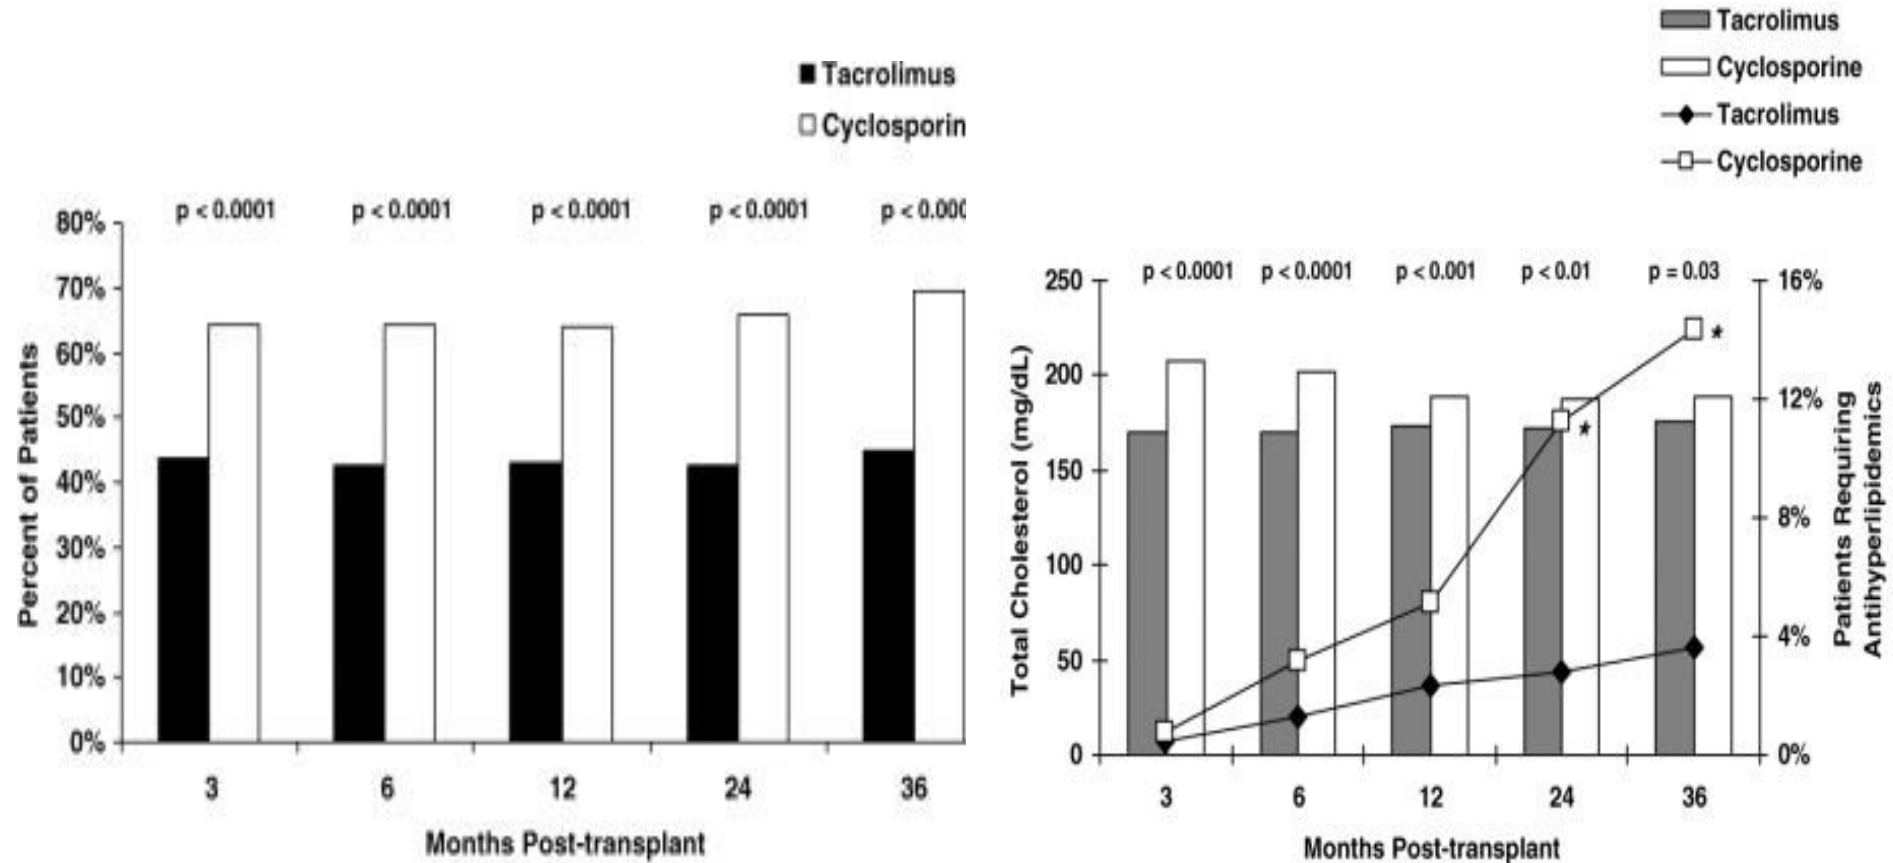 Tacrolimus
Cyclosporin
p < 0.0001 p < 0.0001 p < 0.0001 p < 0.0001 p < 0.000
80%
70%
60%
50%
40%
30%
20%
10%
0%
Percent of Patients
3 6 12 24 36
Months Post-transplant
Tacrolimus
Cyclosporine
Tacrolimus
Cyclosporine
p < 0.0001 p < 0.0001 p < 0.001 p < 0.01 p = 0.03
250
200
150
100
50
0
Total Cholesterol (mg/dL)
*
*
16%
12%
8%
4%
0%
Patients Requiring
Antihyperlipidemics
3 6 12 24 36
Months Post-transplant